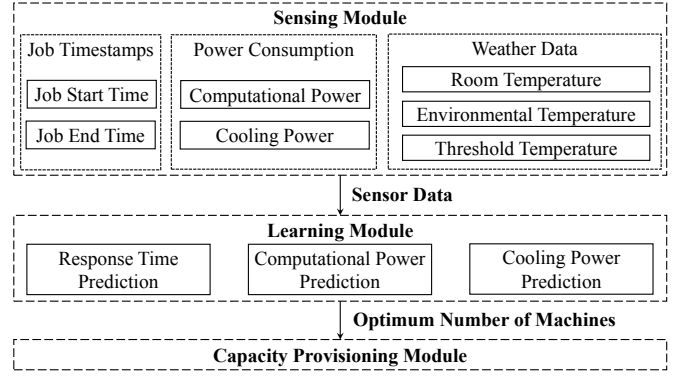 Sensing Module
Job Timestamps
Job Start Time
Job End Time
Power Consumption
Computational Power
Cooling Power
Weather Data
Room Temperature
Environmental Temperature
Threshold Temperature
Sensor Data
Learning Module
Response Time
Prediction
Computational Power
Prediction
Cooling Power
Prediction
Optimum Number of Machines
Capacity Provisioning Module